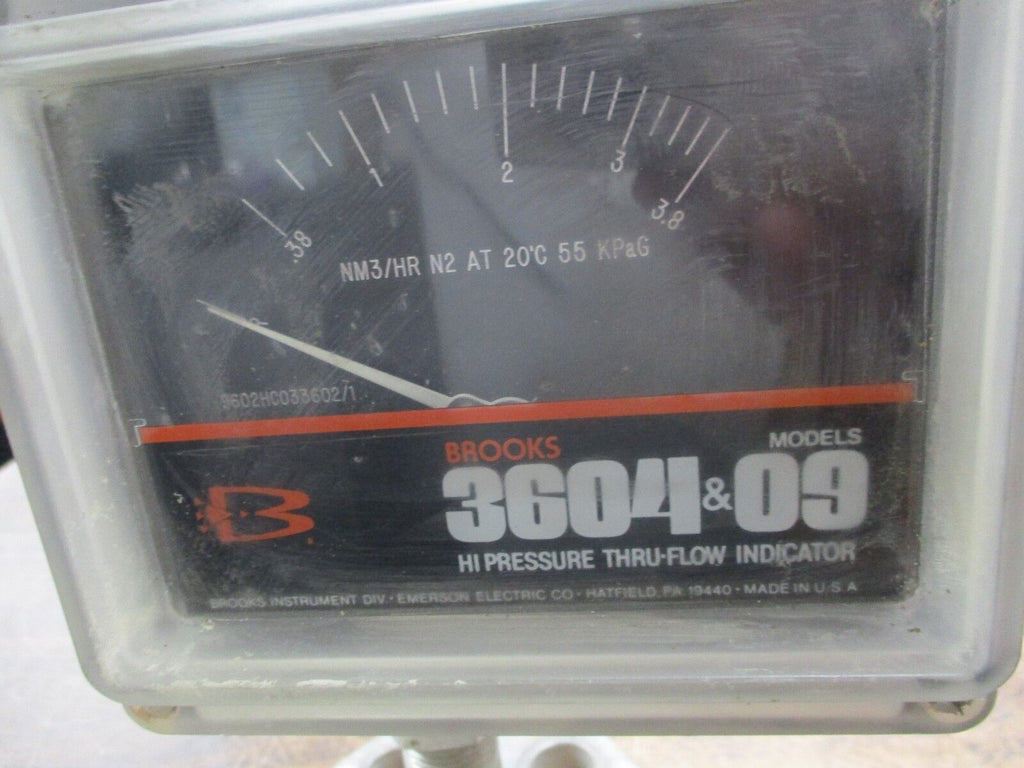 .38 1 2 3 3.8
NM3/HR N2 AT 20°C 55 KPaG
R
9602HC033602/1
BROOKS MODELS
3604 & 09
B
HI PRESSURE THRU-FLOW INDICATOR
BROOKS INSTRUMENT DIV · EMERSON ELECTRIC CO · HATFIELD, PA 19440 · MADE IN U.S.A